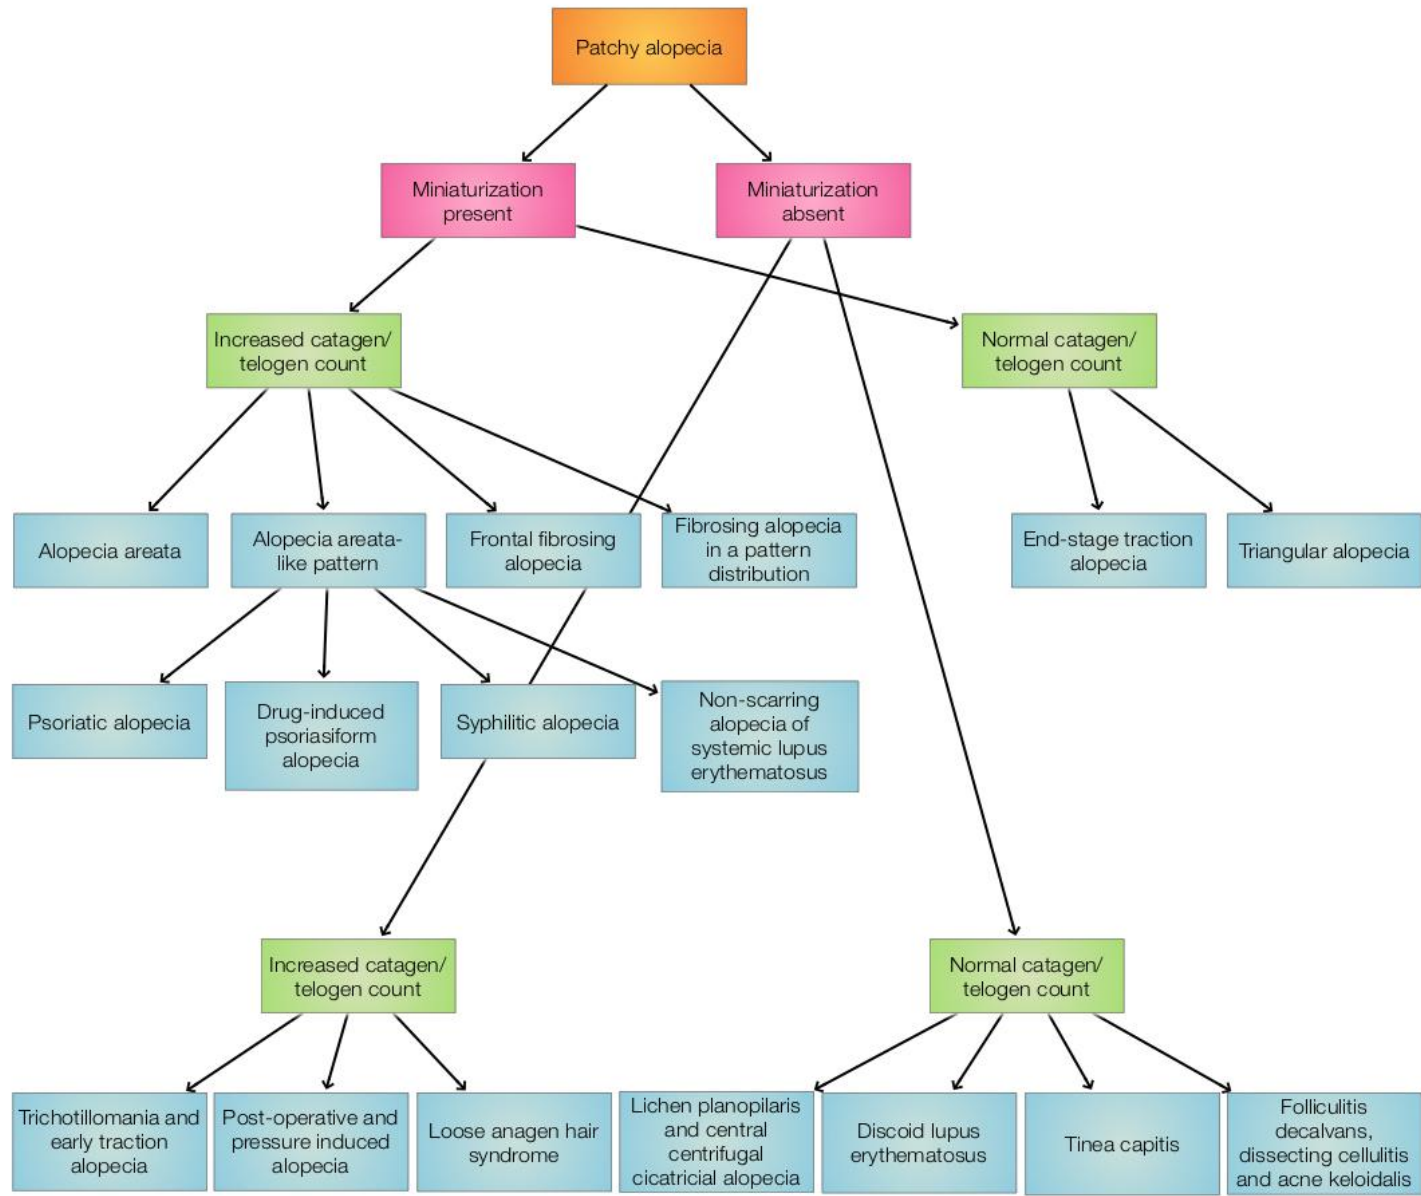 Patchy alopecia
Miniaturization
present
Miniaturization
absent
Increased catagen/
telogen count
Normal catagen/
telogen count
Alopecia areata
Alopecia areata-
like pattern
Frontal fibrosing
alopecia
Fibrosing alopecia
in a pattern
distribution
End-stage traction
alopecia
Triangular alopecia
Psoriatic alopecia
Drug-induced
psoriasiform
alopecia
Syphilitic alopecia
Non-scarring
alopecia of
systemic lupus
erythematosus
Increased catagen/
telogen count
Normal catagen/
telogen count
Trichotillomania and
early traction
alopecia
Post-operative and
pressure induced
alopecia
Loose anagen hair
syndrome
Lichen planopilaris
and central
centrifugal
cicatricial alopecia
Discoid lupus
erythematosus
Tinea capitis
Folliculitis
decalvans,
dissecting cellulitis
and acne keloidalis